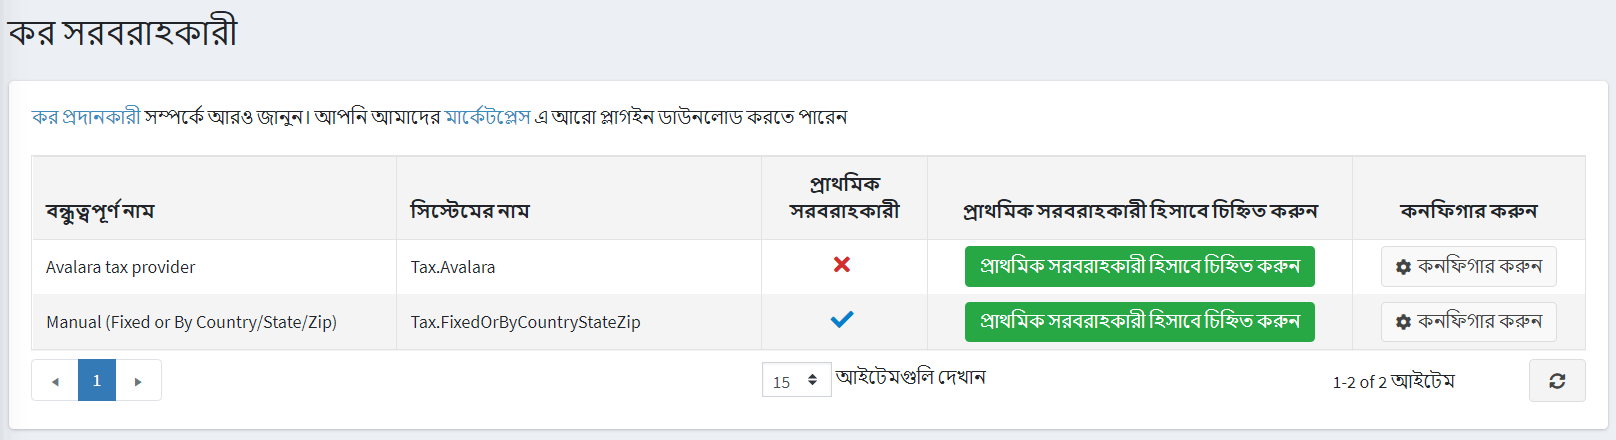 কর সরবরাহকারী
কর প্রদানকারী সম্পর্কে আরও জানুন। আপনি আমাদের মার্কেটপ্লেস এ আরো প্লাগইন ডাউনলোড করতে পারেন
বন্ধুত্বপূর্ণ নাম সিস্টেমের নাম প্রাথমিক সরবরাহকারী প্রাথমিক সরবরাহকারী হিসাবে চিহ্নিত করুন কনফিগার করুন
Avalara tax provider Tax.Avalara প্রাথমিক সরবরাহকারী হিসাবে চিহ্নিত করুন কনফিগার করুন
Manual (Fixed or By Country/State/Zip) Tax.FixedOrByCountryStateZip প্রাথমিক সরবরাহকারী হিসাবে চিহ্নিত করুন কনফিগার করুন
1 15 আইটেমগুলি দেখান 1-2 of 2 আইটেম